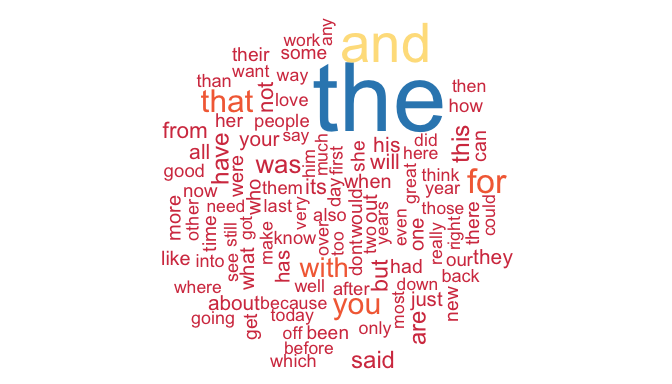 any
work
and
their
some
want
way
the
than
not
then
that
love
how
her
people
from
your
say
did
this
can
all
have
were
was
him
much
first
she
his
here
will
good
who
them
its
day
when
think
great
for
now
year
need
last
very
would
out
those
could
more
other
time
still
got
also
years
even
one
there
really
right
make
know
over
too
dont
two
like
into
see
what
has
with
but
had
our
they
back
where
well
after
down
about
because
you
most
just
new
going
get
today
are
off
been
only
before
which
said